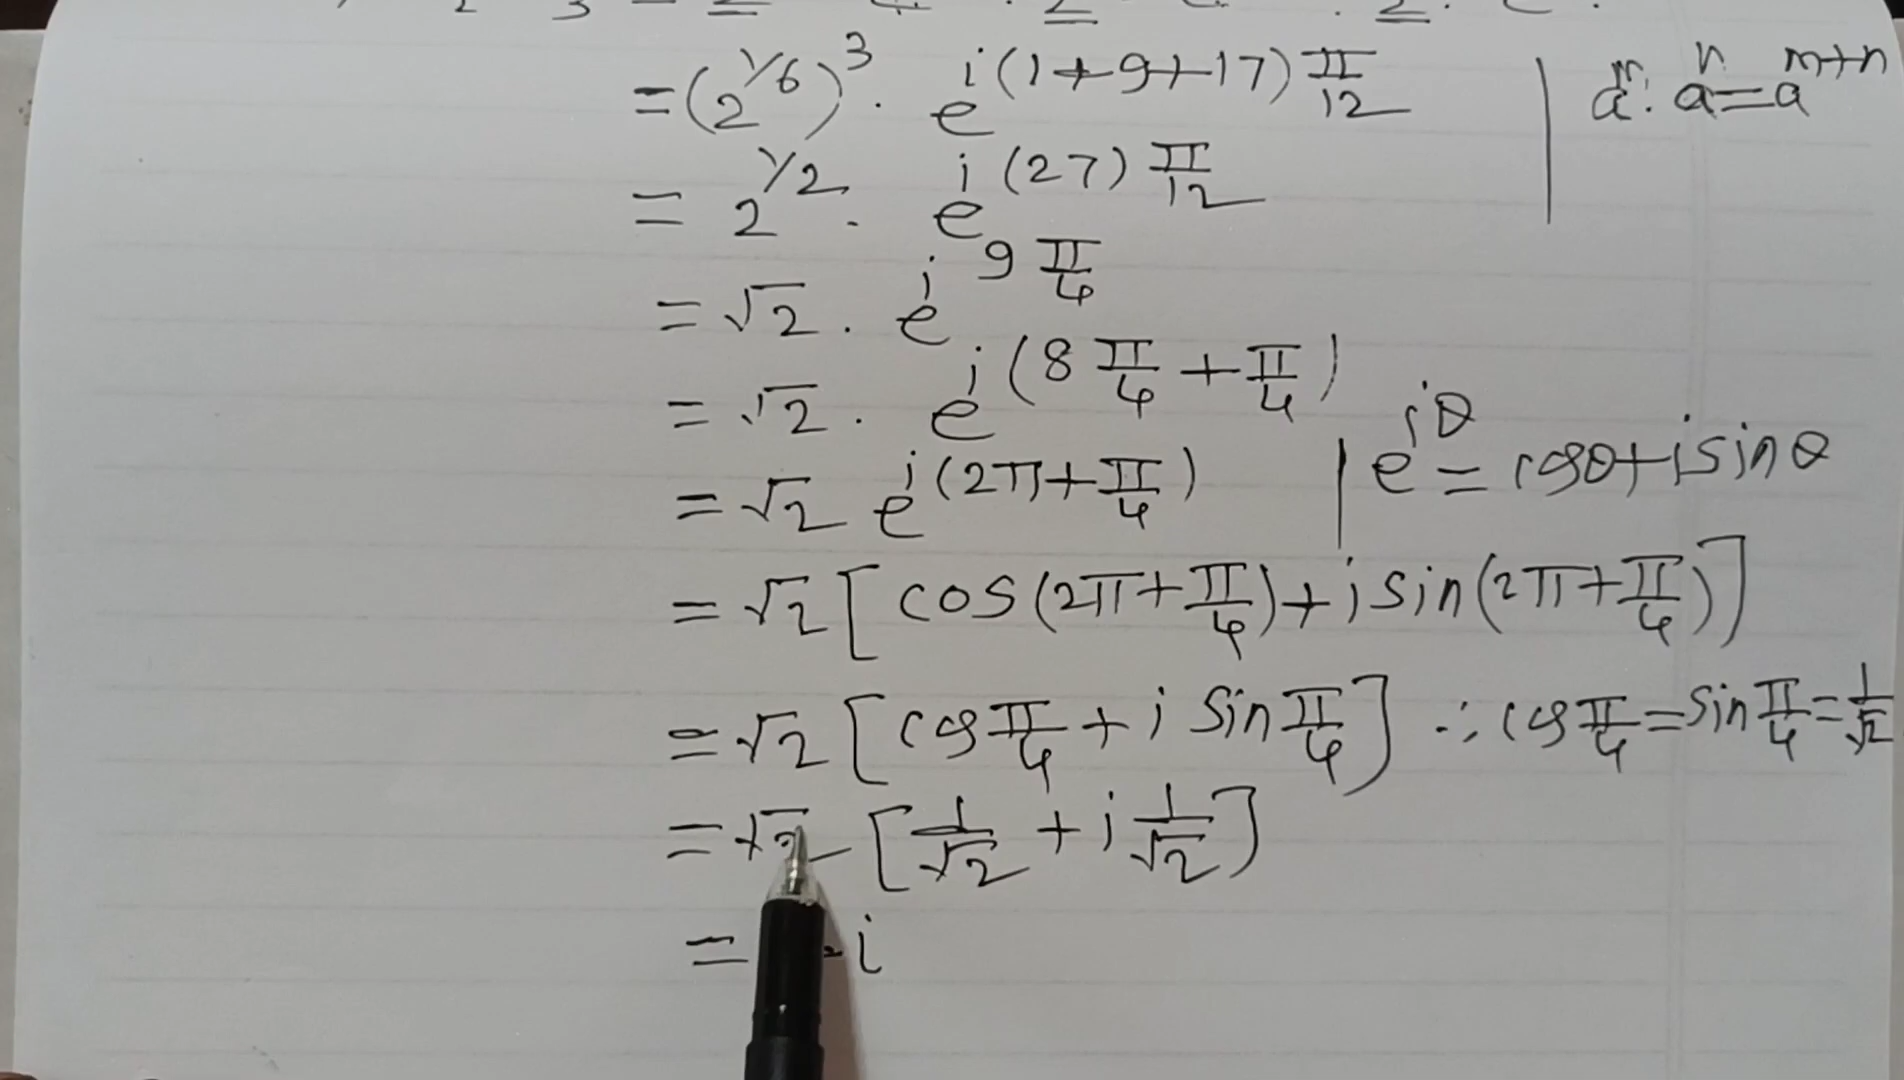 = (2^{1/6})^3 . e^{i(1+9+17)π/12} | a^m . a^n = a^{m+n}
= 2^{1/2} . e^{i(27)π/12}
= √2 . e^{i9π/4}
= √2 . e^{i(8π/4 + π/4)}
= √2 e^{i(2π + π/4)} | e^{iθ} = cosθ + i sinθ
= √2 [cos(2π + π/4) + i sin(2π + π/4)]
= √2 [cos π/4 + i sin π/4] ∴ cos π/4 = sin π/4 = 1/√2
= √2 [1/√2 + i 1/√2]
= i